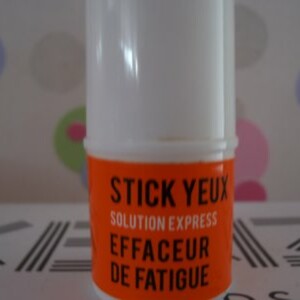 STICK YEUX
SOLUTION EXPRESS
EFFACEUR
DE FATIGUE